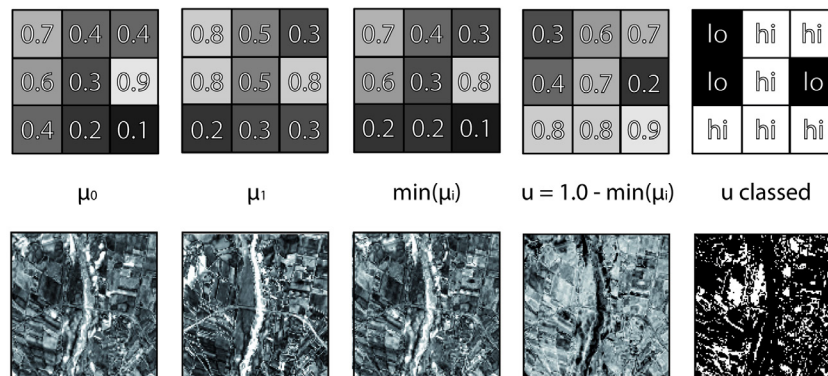 0.7 0.4 0.4 0.8 0.5 0.3 0.7 0.4 0.3 0.3 0.6 0.7 lo hi hi
0.6 0.3 0.9 0.8 0.5 0.8 0.6 0.3 0.8 0.4 0.7 0.2 lo hi lo
0.4 0.2 0.1 0.2 0.3 0.3 0.2 0.2 0.1 0.8 0.8 0.9 hi hi hi
μ₀ μ₁ min(μᵢ) u = 1.0 - min(μᵢ) u classed